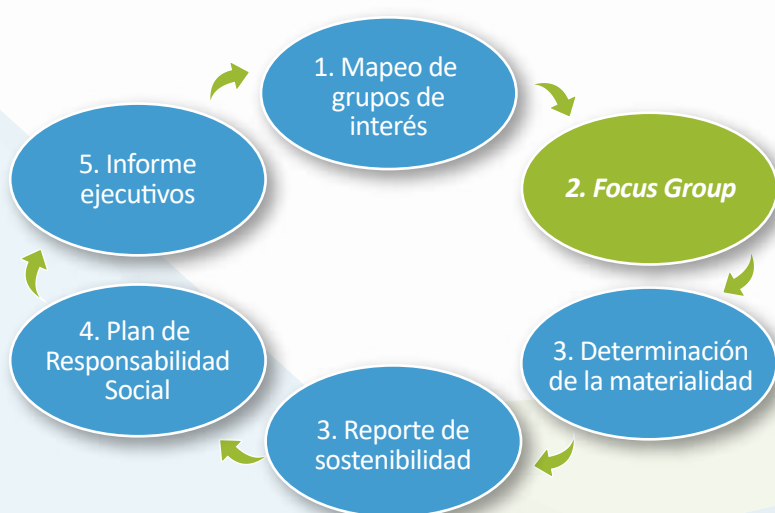 1. Mapeo de
grupos de
interés
2. Focus Group
3. Determinación
de la materialidad
3. Reporte de
sostenibilidad
4. Plan de
Responsabilidad
Social
5. Informe
ejecutivos